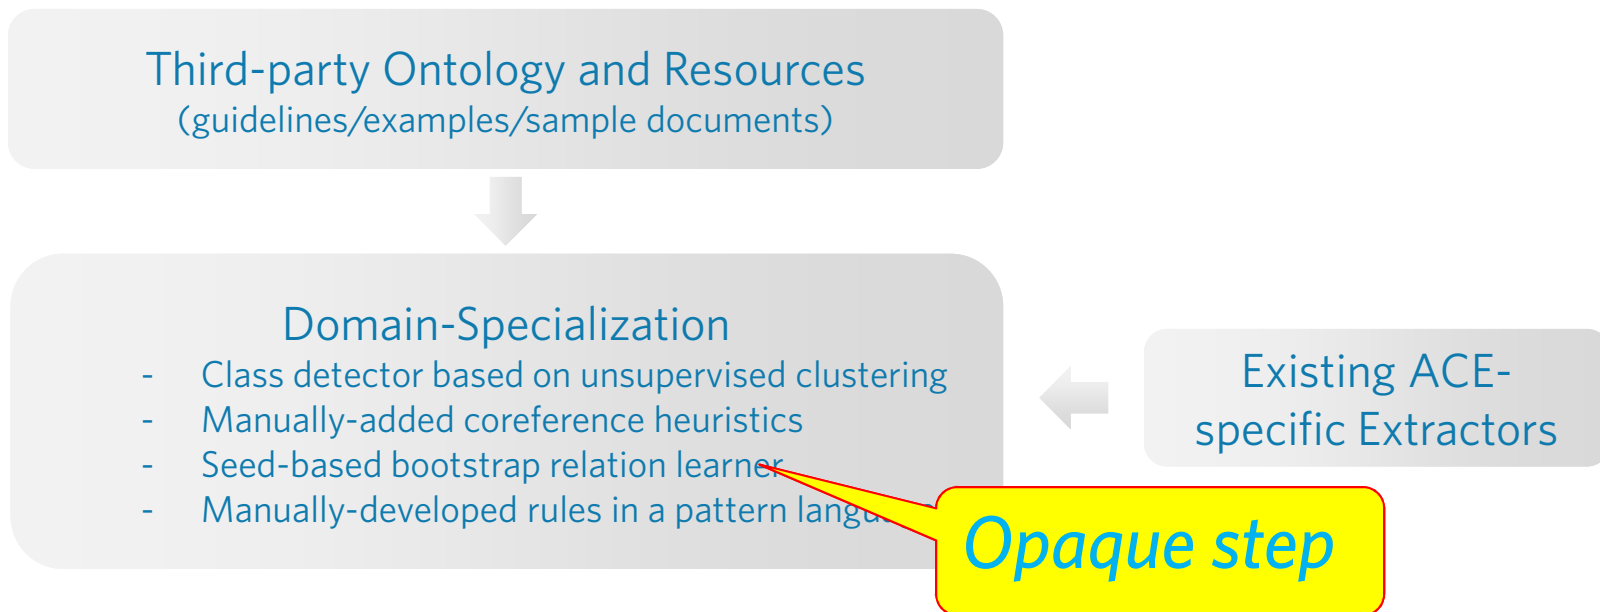 Third-party Ontology and Resources
(guidelines/examples/sample documents)
Domain-Specialization
- Class detector based on unsupervised clustering
- Manually-added coreference heuristics
- Seed-based bootstrap relation learner
- Manually-developed rules in a pattern
Existing ACE-
specific Extractors
Opaque step